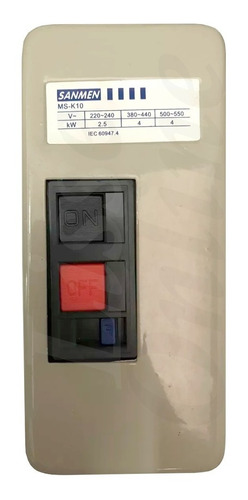 SANMEN
MS-K10
V~ 220~240 380~440 500~550
kW 2.5 4 4
IEC 60947.4
ON
OFF